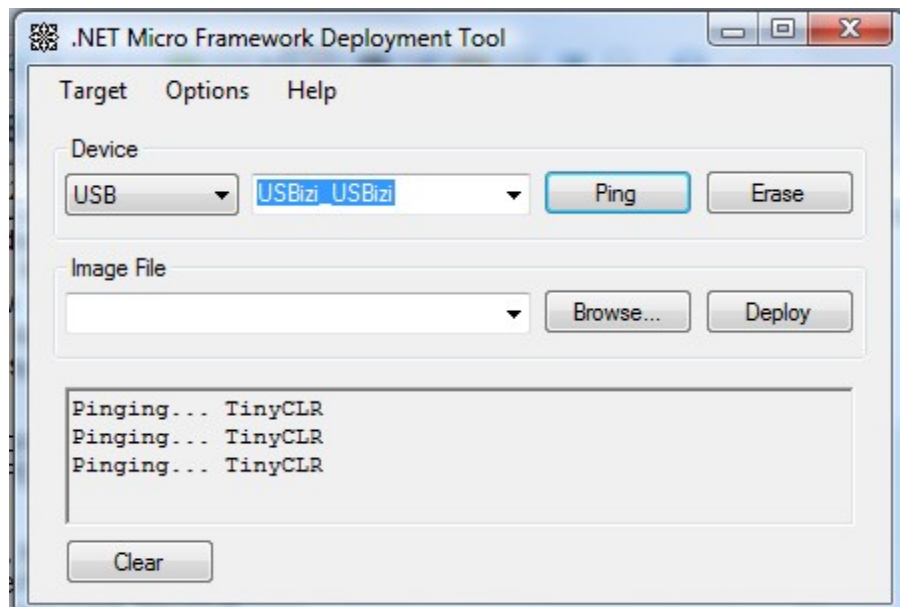 .NET Micro Framework Deployment Tool
Target Options Help
Device
USB USBizi_USBizi Ping Erase
Image File
Browse... Deploy
Pinging... TinyCLR
Pinging... TinyCLR
Pinging... TinyCLR
Clear